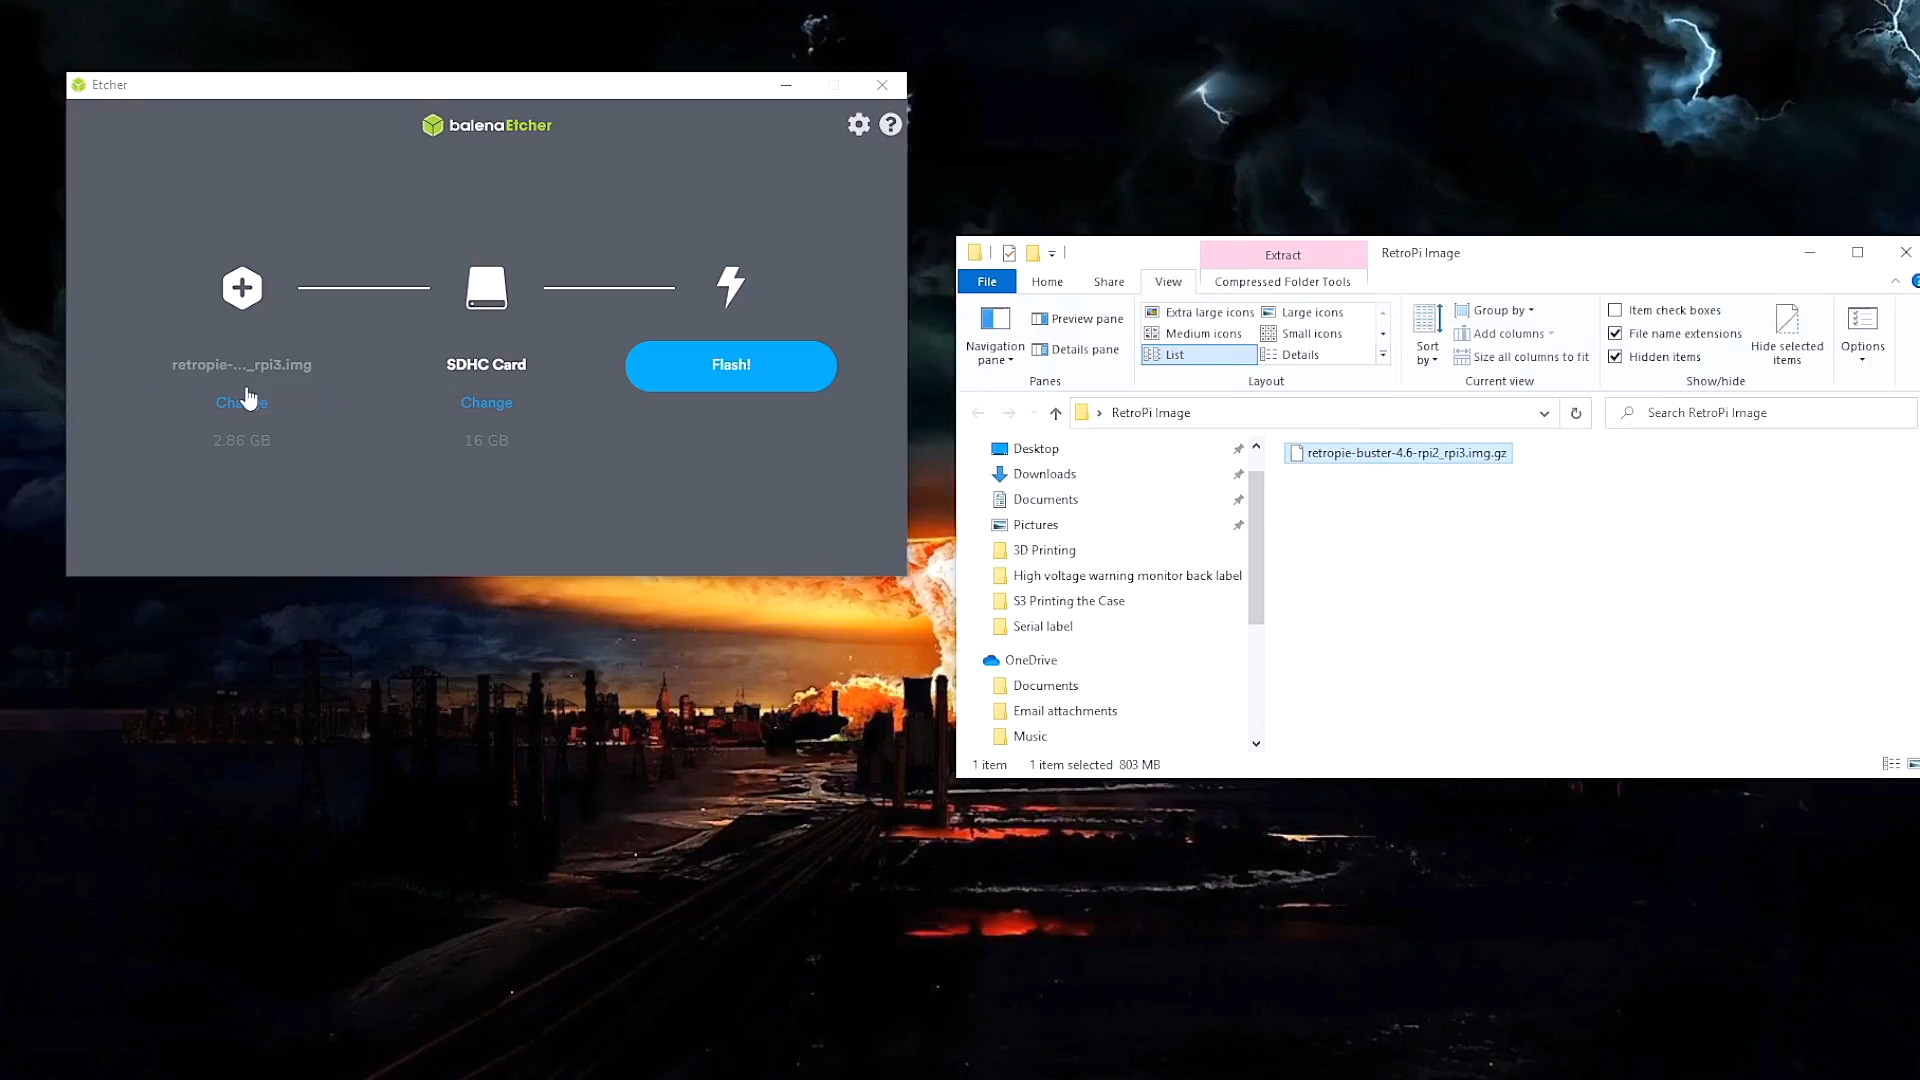 Etcher
balenaEtcher
retropie-..._rpi3.img
SDHC Card
Flash!
Change
2.86 GB
16 GB
Extract
RetroPi Image
File
Home
Share
View
Compressed Folder Tools
Navigation pane
Preview pane
Details pane
Panes
Extra large icons
Large icons
Medium icons
Small icons
List
Details
Layout
Sort by
Group by
Add columns
Size all columns to fit
Current view
Item check boxes
File name extensions
Hidden items
Hide selected items
Show/hide
Options
RetroPi Image
Search RetroPi Image
Desktop
Downloads
Documents
Pictures
3D Printing
High voltage warning monitor back label
S3 Printing the Case
Serial label
OneDrive
Documents
Email attachments
Music
retropie-buster-4.6-rpi2_rpi3.img.gz
1 item
1 item selected 803 MB